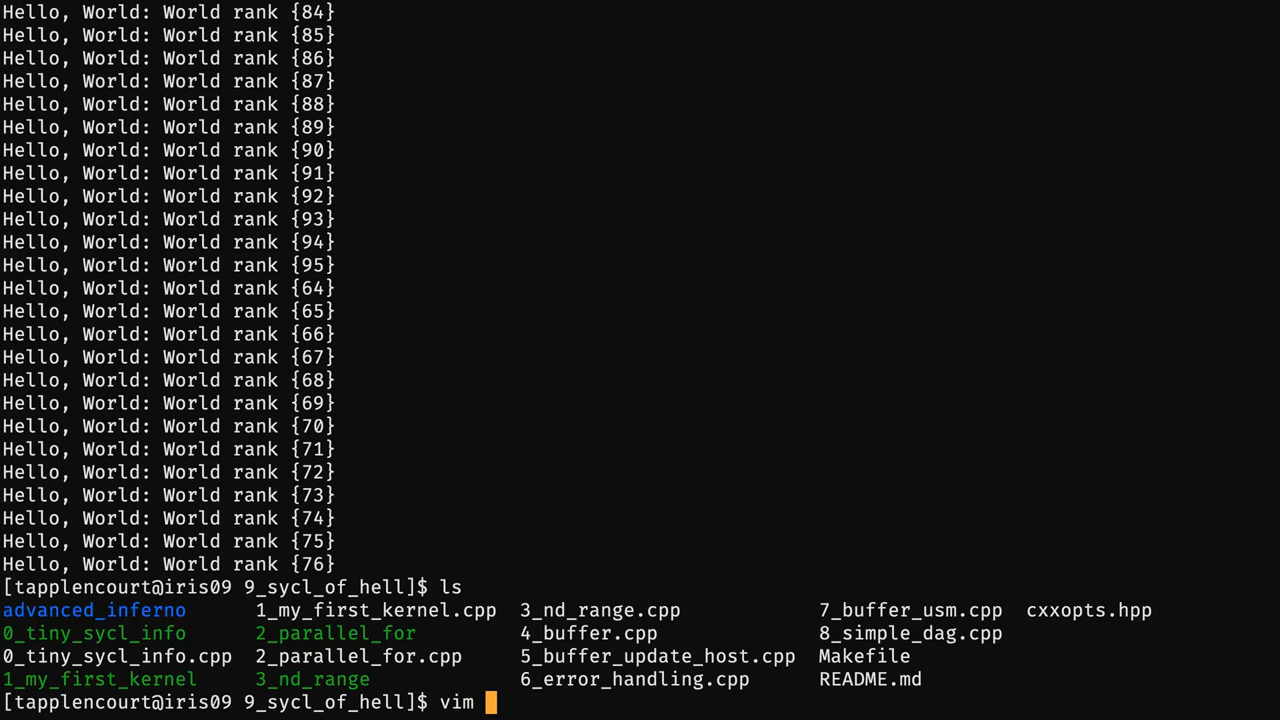 Hello, World: World rank {84}
Hello, World: World rank {85}
Hello, World: World rank {86}
Hello, World: World rank {87}
Hello, World: World rank {88}
Hello, World: World rank {89}
Hello, World: World rank {90}
Hello, World: World rank {91}
Hello, World: World rank {92}
Hello, World: World rank {93}
Hello, World: World rank {94}
Hello, World: World rank {95}
Hello, World: World rank {64}
Hello, World: World rank {65}
Hello, World: World rank {66}
Hello, World: World rank {67}
Hello, World: World rank {68}
Hello, World: World rank {69}
Hello, World: World rank {70}
Hello, World: World rank {71}
Hello, World: World rank {72}
Hello, World: World rank {73}
Hello, World: World rank {74}
Hello, World: World rank {75}
Hello, World: World rank {76}
[tapplencourt@iris09 9_sycl_of_hell]$ ls
advanced_inferno 1_my_first_kernel.cpp 3_nd_range.cpp 7_buffer_usm.cpp cxxopts.hpp
0_tiny_sycl_info 2_parallel_for 4_buffer.cpp 8_simple_dag.cpp
0_tiny_sycl_info.cpp 2_parallel_for.cpp 5_buffer_update_host.cpp Makefile
1_my_first_kernel 3_nd_range 6_error_handling.cpp README.md
[tapplencourt@iris09 9_sycl_of_hell]$ vim